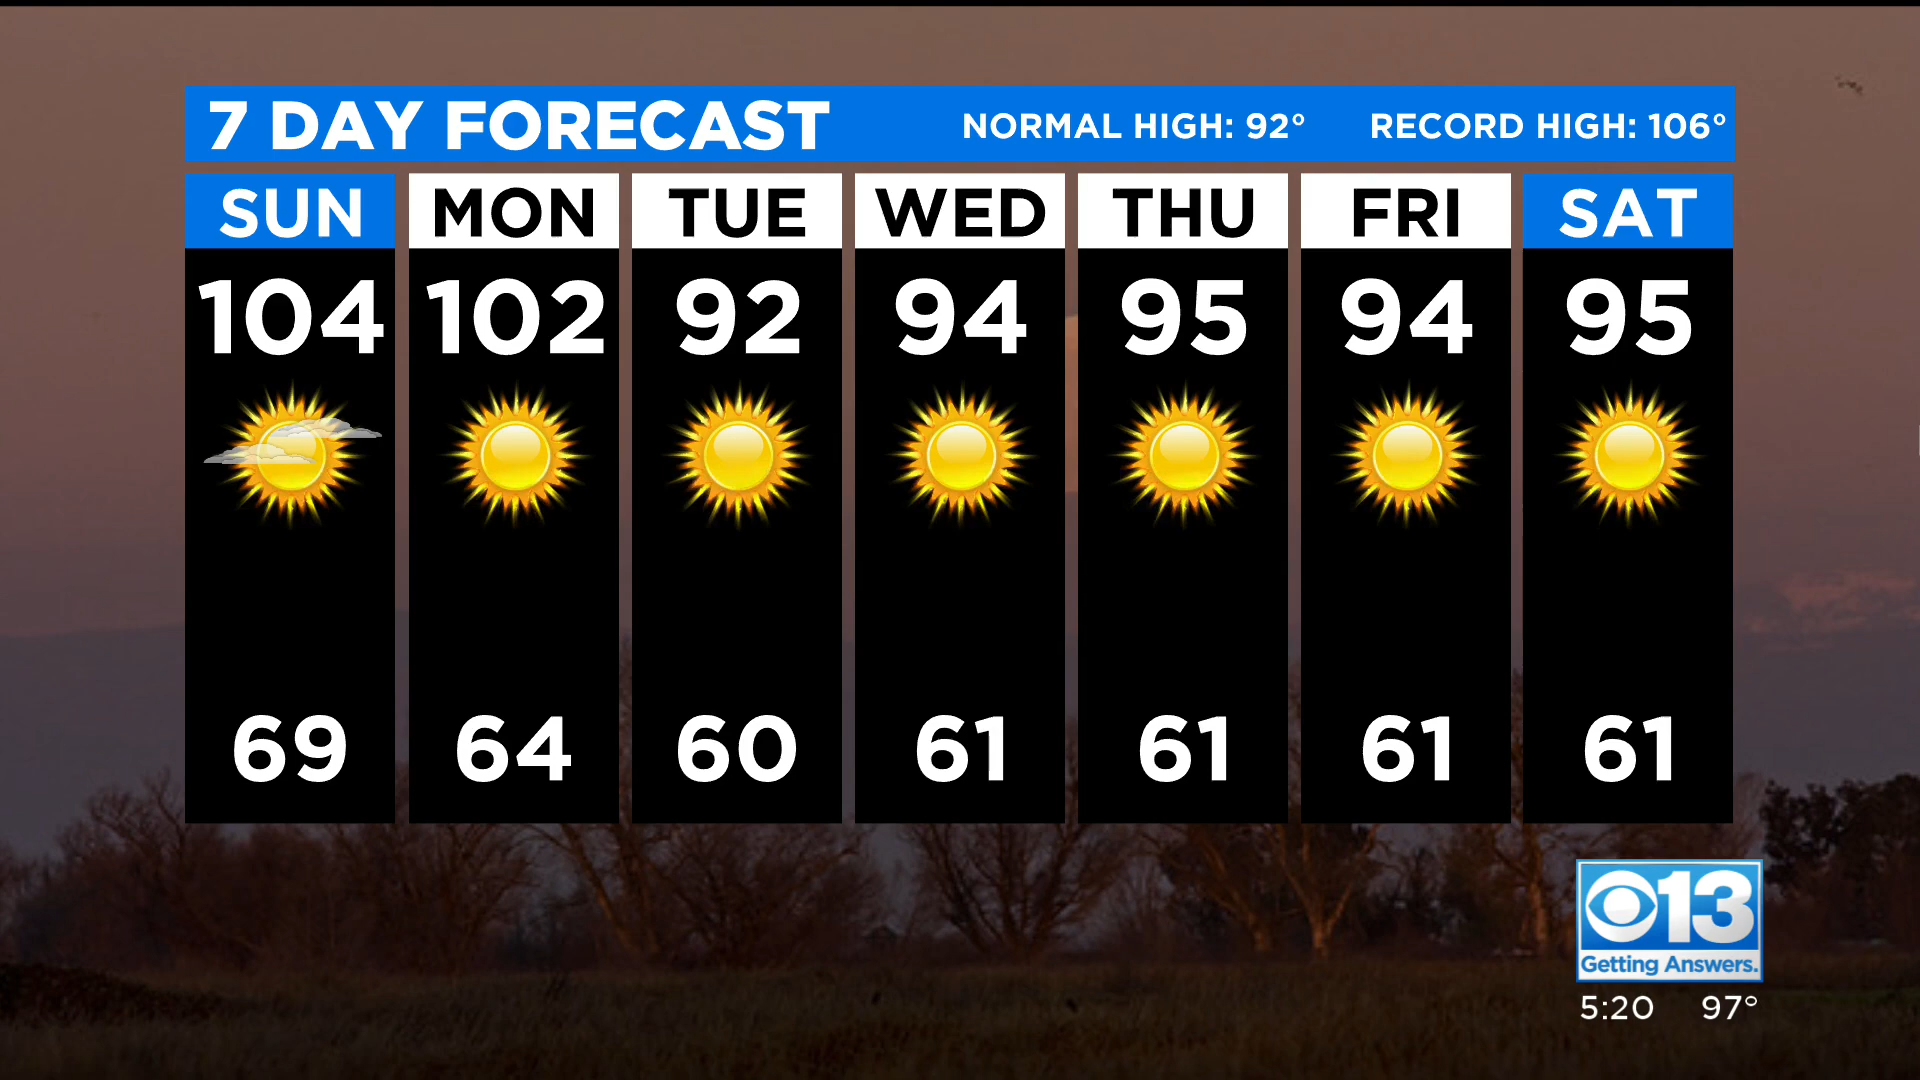 7 DAY FORECAST NORMAL HIGH: 92° RECORD HIGH: 106°
SUN MON TUE WED THU FRI SAT
104 102 92 94 95 94 95
69 64 60 61 61 61 61
13
Getting Answers.
5:20 97°